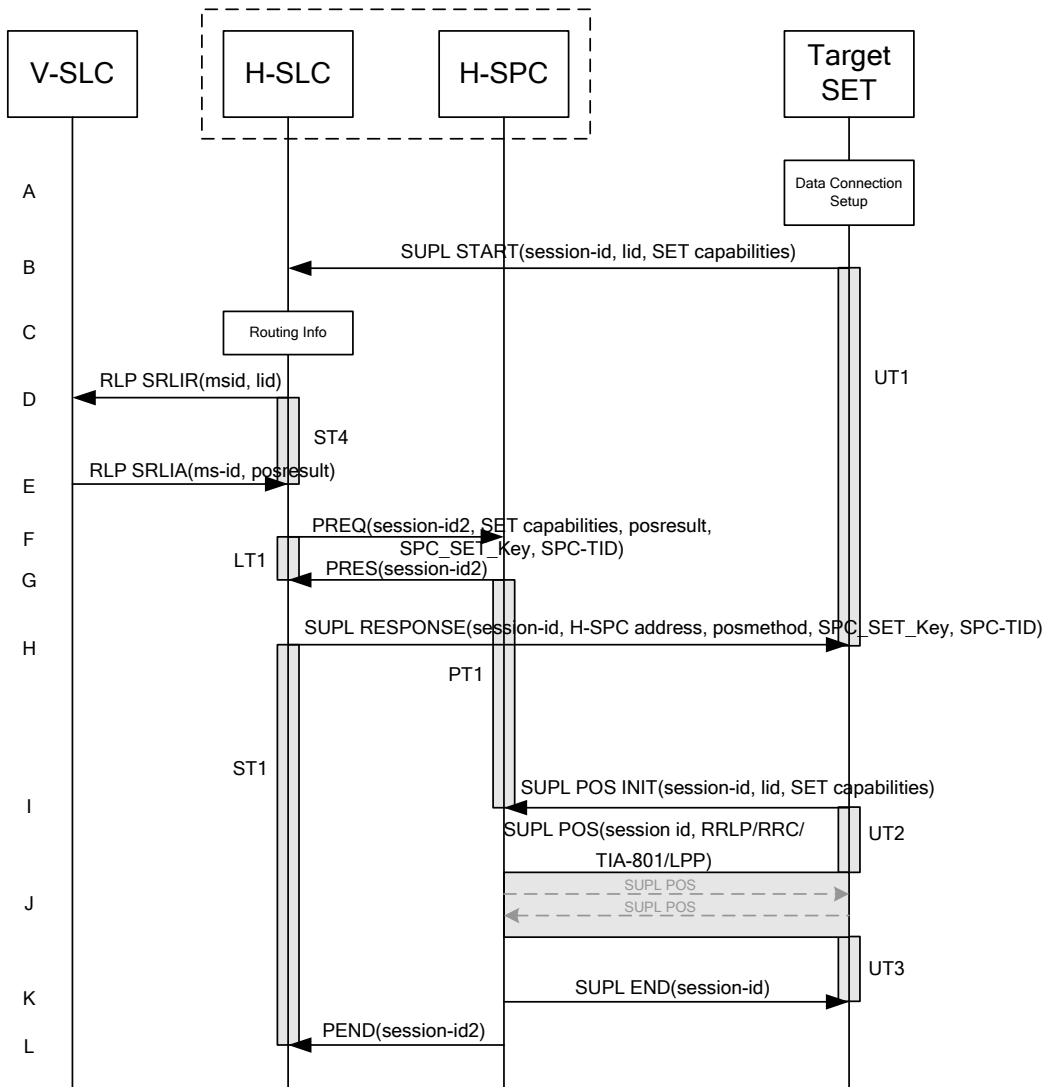 V-SLC
H-SLC
H-SPC
Target
SET
A
Data Connection
Setup
B
SUPL START(session-id, lid, SET capabilities)
C
Routing Info
UT1
D
RLP SRLIR(msid, lid)
ST4
E
RLP SRLIA(ms-id, posresult)
F
PREQ(session-id2, SET capabilities, posresult,
SPC_SET_Key, SPC-TID)
LT1
G
PRES(session-id2)
H
SUPL RESPONSE(session-id, H-SPC address, posmethod, SPC_SET_Key, SPC-TID)
PT1
ST1
I
SUPL POS INIT(session-id, lid, SET capabilities)
SUPL POS(session id, RRLP/RRC/
TIA-801/LPP)
UT2
SUPL POS
J
SUPL POS
UT3
K
SUPL END(session-id)
L
PEND(session-id2)